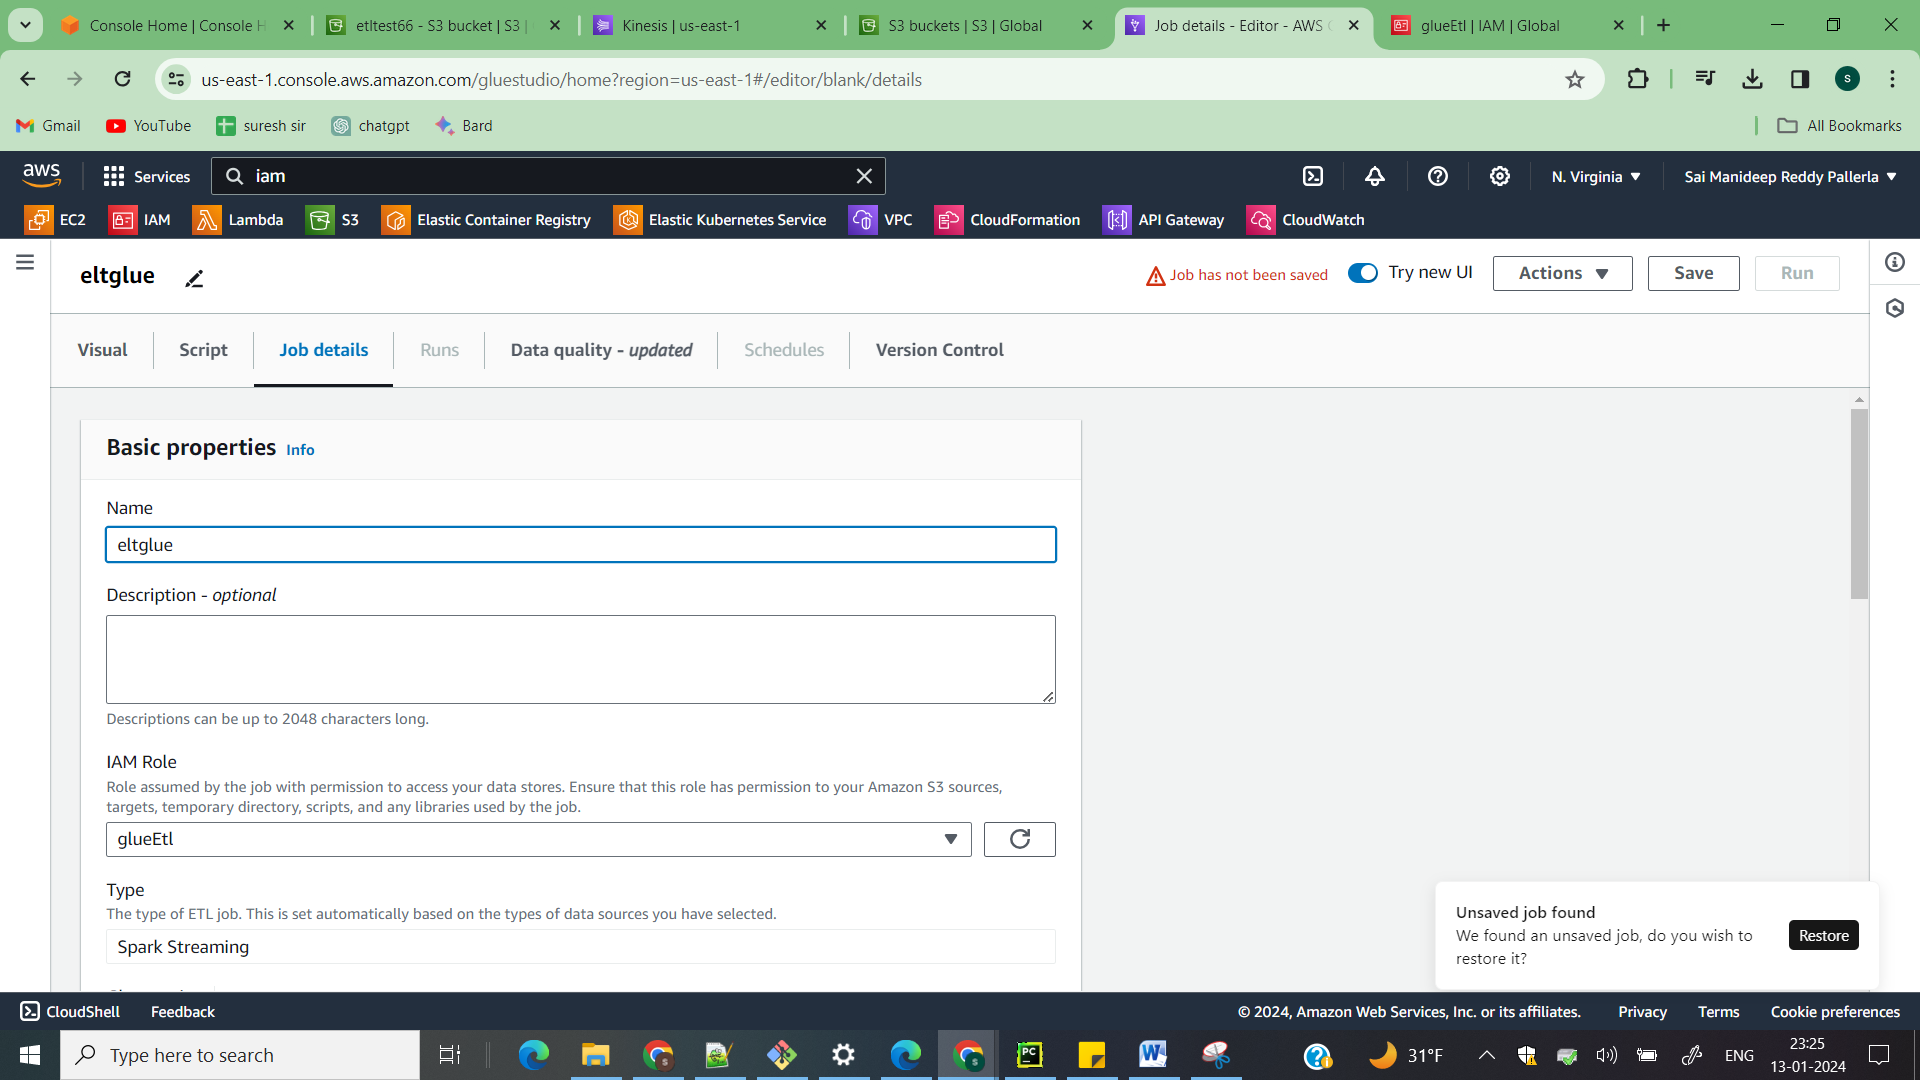 Console Home | Console H
etltest66 - S3 bucket | S3 |
Kinesis | us-east-1
S3 buckets | S3 | Global
Job details - Editor - AWS
glueEtl | IAM | Global
us-east-1.console.aws.amazon.com/gluestudio/home?region=us-east-1#/editor/blank/details
S
Gmail
YouTube
suresh sir
chatgpt
Bard
All Bookmarks
aws
Services
iam
N. Virginia
Sai Manideep Reddy Pallerla
EC2
IAM
Lambda
S3
Elastic Container Registry
Elastic Kubernetes Service
VPC
CloudFormation
API Gateway
CloudWatch
eltglue
Job has not been saved
Try new UI
Actions
Save
Run
Visual
Script
Job details
Runs
Data quality - updated
Schedules
Version Control
Basic properties Info
Name
eltglue
Description - optional
Descriptions can be up to 2048 characters long.
IAM Role
Role assumed by the job with permission to access your data stores. Ensure that this role has permission to your Amazon S3 sources,
targets, temporary directory, scripts, and any libraries used by the job.
glueEtl
Type
The type of ETL job. This is set automatically based on the types of data sources you have selected.
Spark Streaming
Unsaved job found
We found an unsaved job, do you wish to
restore it?
Restore
CloudShell
Feedback
© 2024, Amazon Web Services, Inc. or its affiliates.
Privacy
Terms
Cookie preferences
Type here to search
31°F
ENG
23:25
13-01-2024